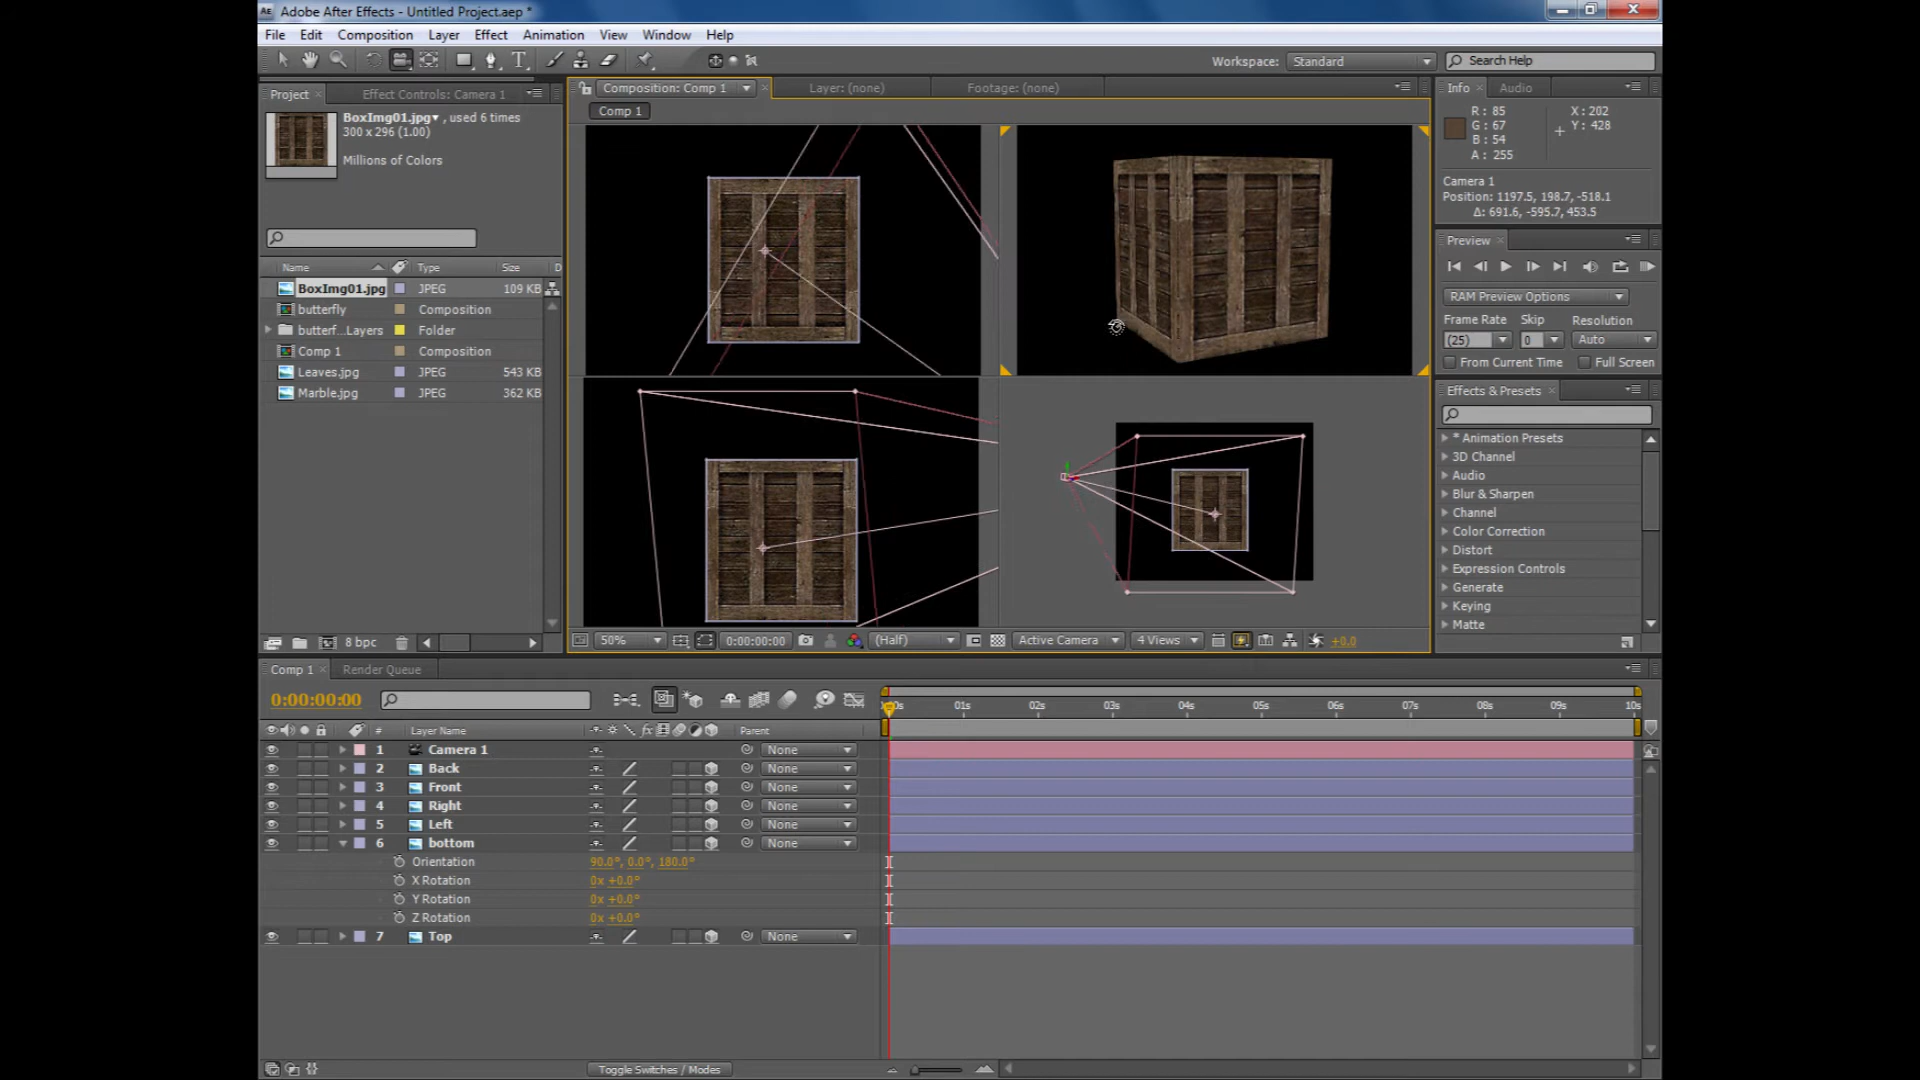 Adobe After Effects - Untitled Project.aep *
File Edit Composition Layer Effect Animation View Window Help
Workspace: Standard Search Help
Project Effect Controls: Camera 1
BoxImg01.jpg , used 6 times
300 x 296 (1.00)
Millions of Colors
Name Type Size D
BoxImg01.jpg JPEG 109 KB
butterfly Composition
butterf...Layers Folder
Comp 1 Composition
Leaves.jpg JPEG 543 KB
Marble.jpg JPEG 362 KB
8 bpc
Composition: Comp 1 Layer: (none) Footage: (none)
Comp 1
50% 0:00:00:00 (Half) Active Camera 4 Views +0.0
Info Audio
R: 85 X: 202
G: 67 Y: 428
B: 54
A: 255
Camera 1
Position: 1197.5, 198.7, -518.1
Δ: 691.6, -595.7, 453.5
Preview
RAM Preview Options
Frame Rate Skip Resolution
(25) 0 Auto
From Current Time Full Screen
Effects & Presets
* Animation Presets
3D Channel
Audio
Blur & Sharpen
Channel
Color Correction
Distort
Expression Controls
Generate
Keying
Matte
Comp 1 Render Queue
0:00:00:00
01s 02s 03s 04s 05s 06s 07s 08s 09s 10s
# Layer Name fx Parent
1 Camera 1 None
2 Back None
3 Front None
4 Right None
5 Left None
6 bottom None
Orientation 90.0°, 0.0°, 180.0°
X Rotation 0x +0.0°
Y Rotation 0x +0.0°
Z Rotation 0x +0.0°
7 Top None
Toggle Switches / Modes